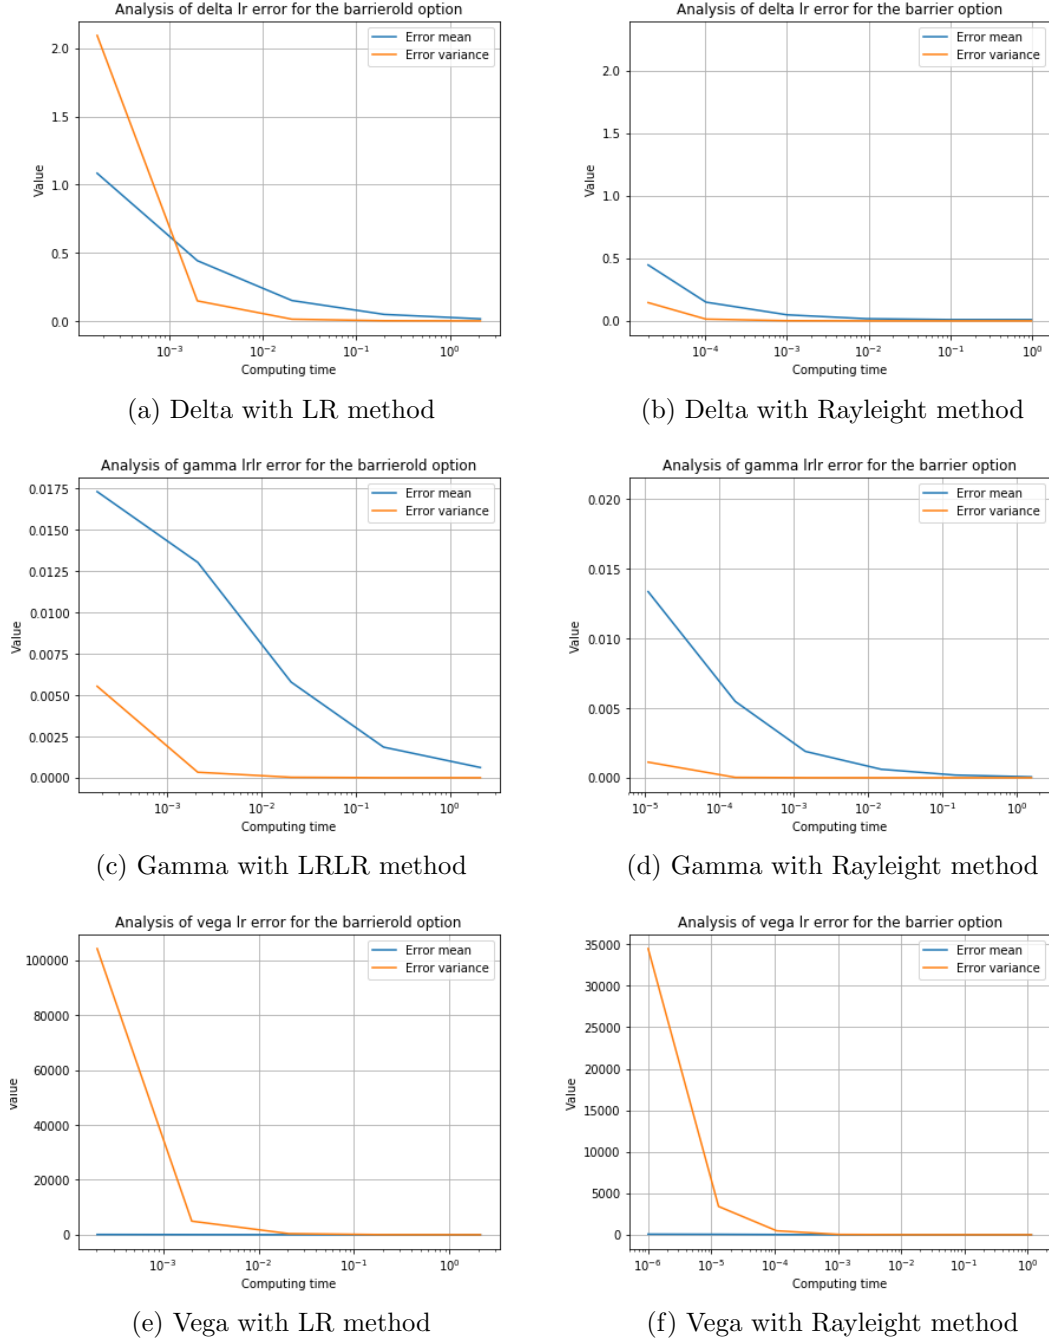 Analysis of delta lr error for the barrierold option
Error mean
Error variance
2.0
1.5
1.0
0.5
0.0
Value
10⁻³
10⁻²
10⁻¹
10⁰
Computing time
(a) Delta with LR method
Analysis of delta lr error for the barrier option
Error mean
Error variance
2.0
1.5
1.0
0.5
0.0
Value
10⁻⁴
10⁻³
10⁻²
10⁻¹
10⁰
Computing time
(b) Delta with Rayleight method
Analysis of gamma lrlr error for the barrierold option
Error mean
Error variance
0.0175
0.0150
0.0125
0.0100
0.0075
0.0050
0.0025
0.0000
Value
10⁻³
10⁻²
10⁻¹
10⁰
Computing time
(c) Gamma with LRLR method
Analysis of gamma lrlr error for the barrier option
Error mean
Error variance
0.020
0.015
0.010
0.005
0.000
Value
10⁻⁵
10⁻⁴
10⁻³
10⁻²
10⁻¹
10⁰
Computing time
(d) Gamma with Rayleight method
Analysis of vega lr error for the barrierold option
Error mean
Error variance
100000
80000
60000
40000
20000
0
value
10⁻³
10⁻²
10⁻¹
10⁰
Computing time
(e) Vega with LR method
Analysis of vega lr error for the barrier option
Error mean
Error variance
35000
30000
25000
20000
15000
10000
5000
0
Value
10⁻⁶
10⁻⁵
10⁻⁴
10⁻³
10⁻²
10⁻¹
10⁰
Computing time
(f) Vega with Rayleight method